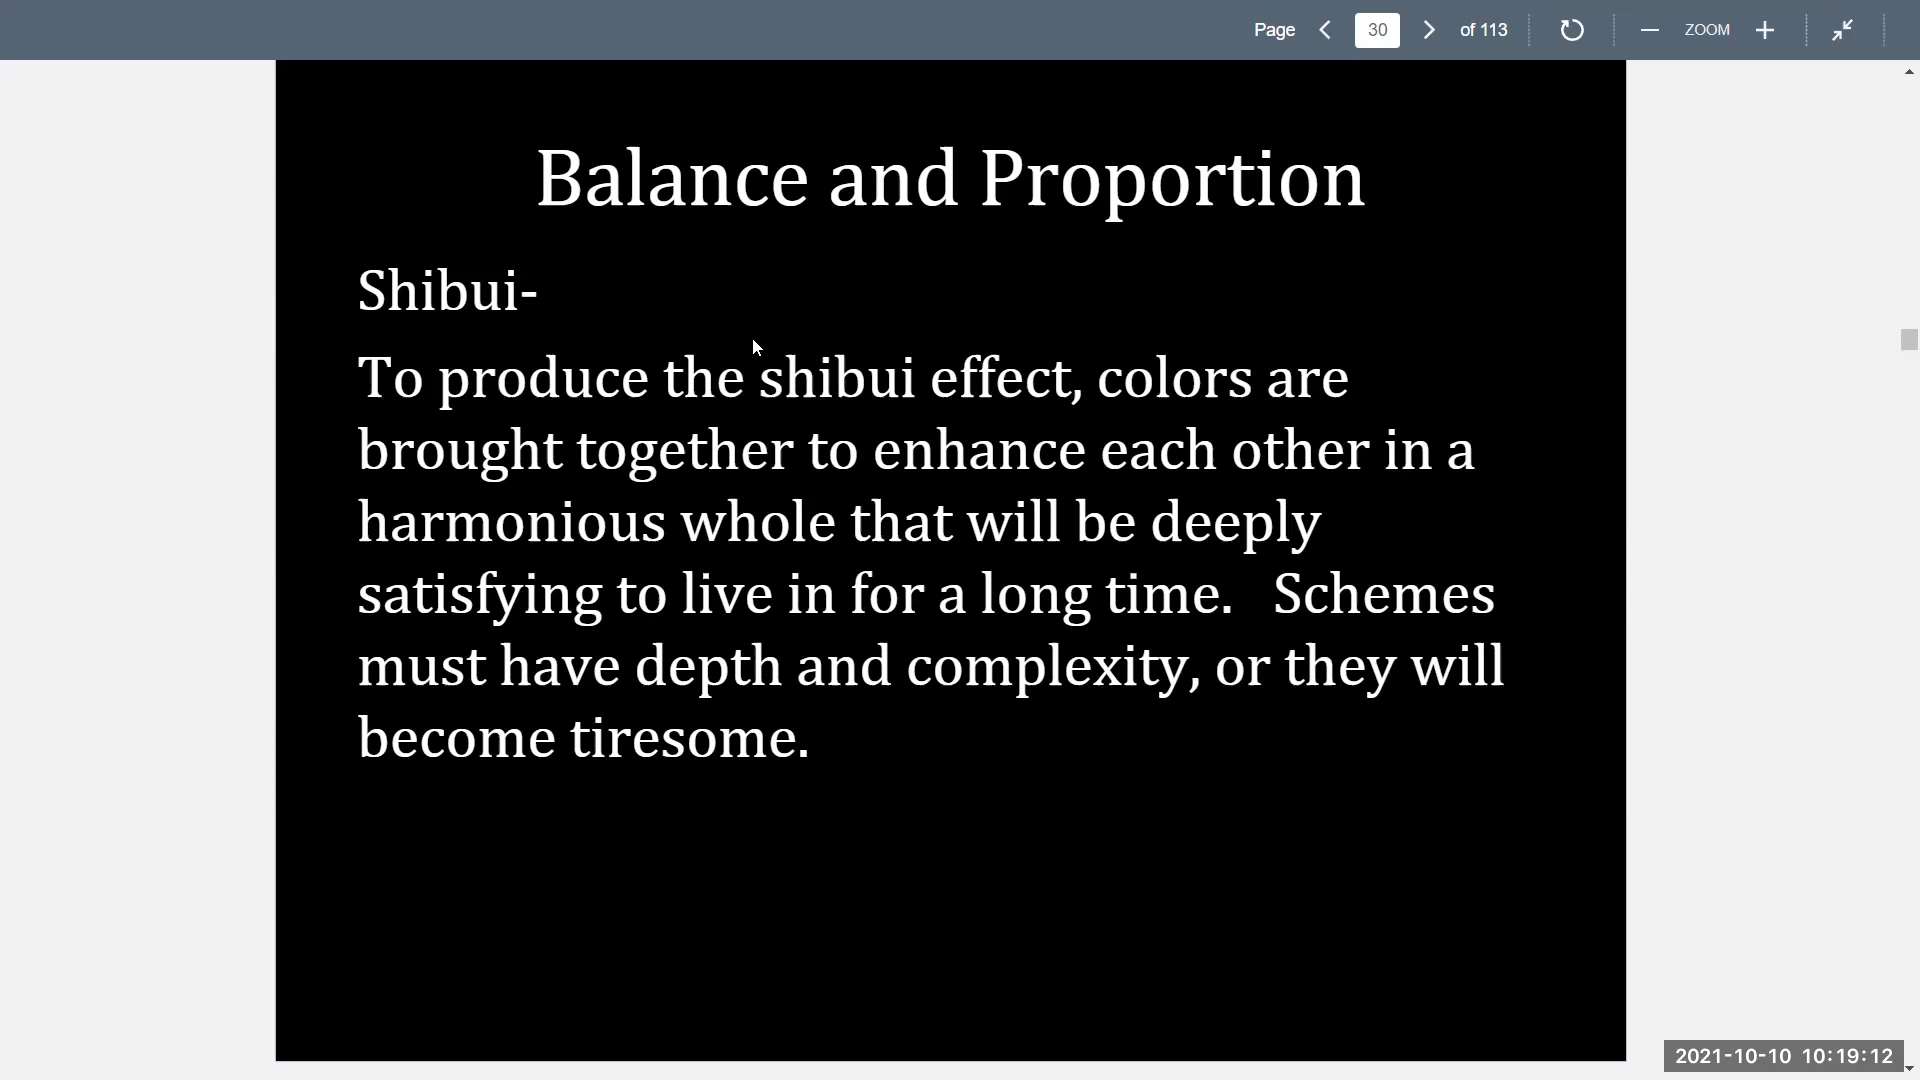 Page 30 of 113 ZOOM
Balance and Proportion
Shibui-
To produce the shibui effect, colors are
brought together to enhance each other in a
harmonious whole that will be deeply
satisfying to live in for a long time.   Schemes
must have depth and complexity, or they will
become tiresome.
2021-10-10 10:19:12